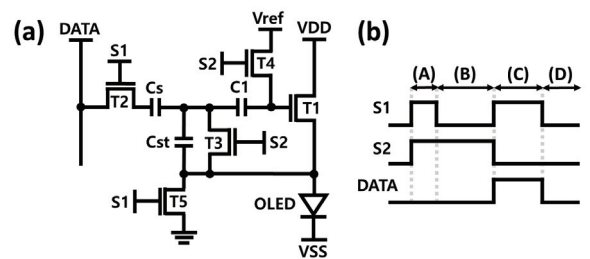 (a)
DATA
Vref
VDD
S1
S2
T4
T2
Cs
C1
T1
Cst
T3
S2
S1
T5
OLED
VSS
(b)
(A) (B) (C) (D)
S1
S2
DATA